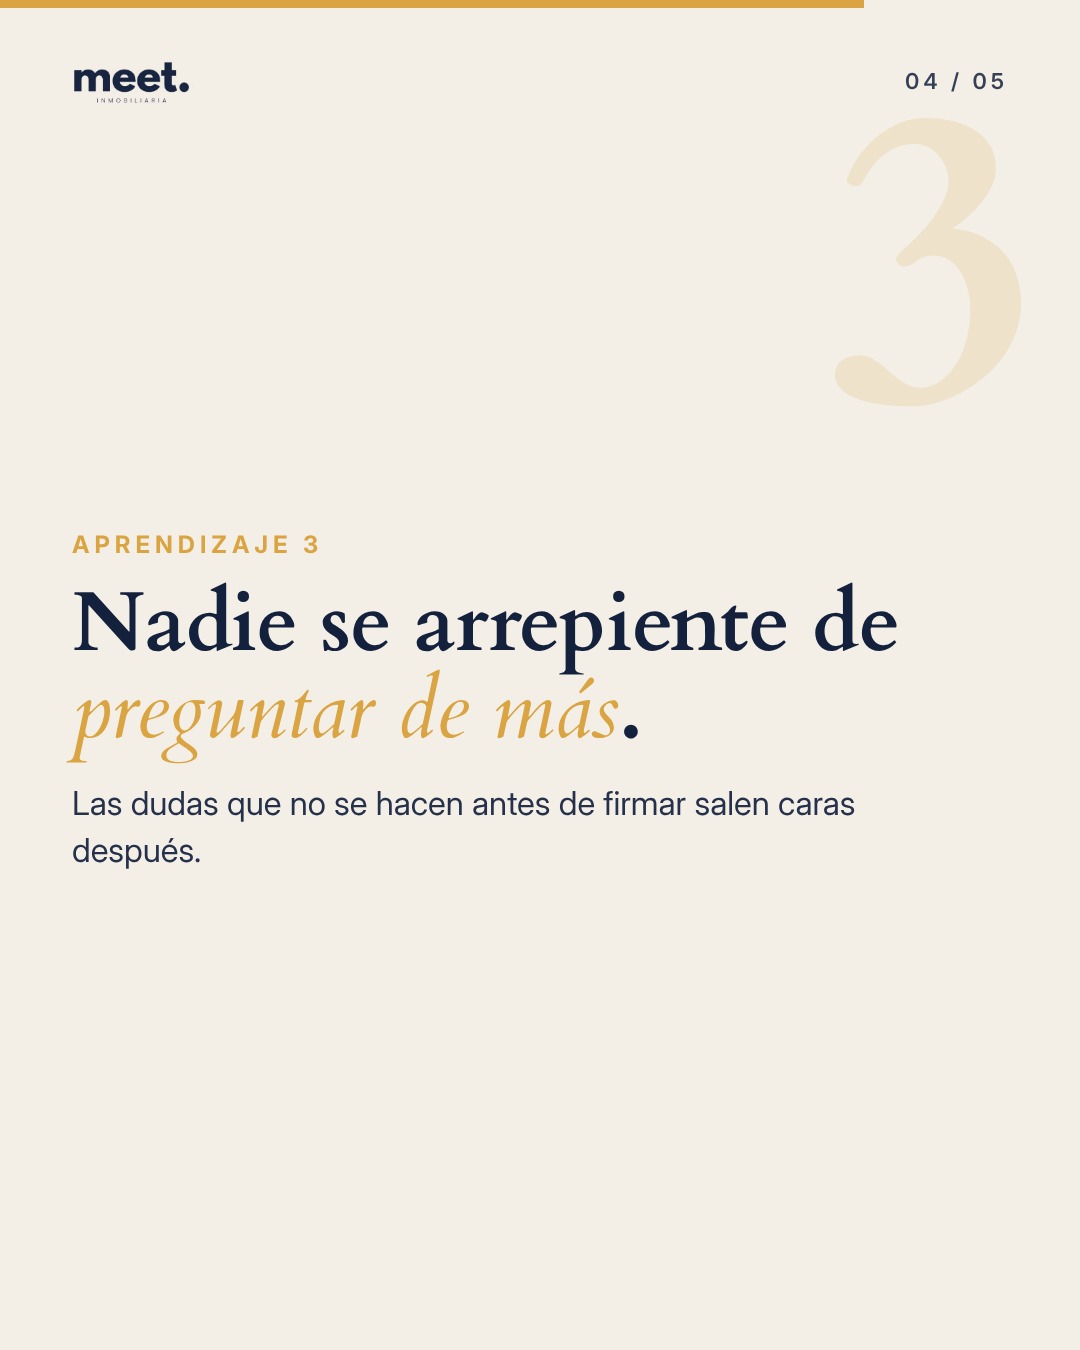 meet.
INMOBILIARIA
04 / 05
3
APRENDIZAJE 3
Nadie se arrepiente de
preguntar de más.
Las dudas que no se hacen antes de firmar salen caras
después.